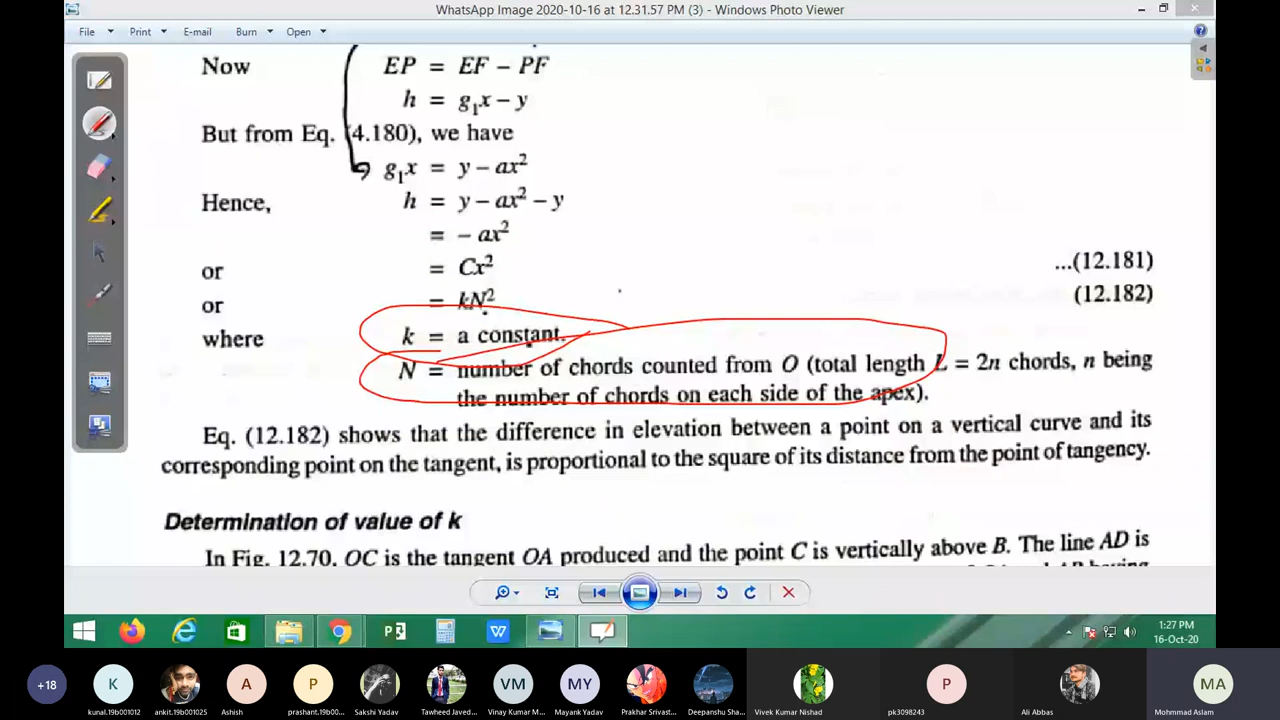 WhatsApp Image 2020-10-16 at 12.31.57 PM (3) - Windows Photo Viewer
File Print E-mail Burn Open
Now EP = EF – PF
h = g₁x – y
But from Eq. (4.180), we have
g₁x = y – ax²
Hence, h = y – ax² – y
= – ax²
or = Cx² ...(12.181)
or = kN² (12.182)
where k = a constant.
N = number of chords counted from O (total length L = 2n chords, n being
the number of chords on each side of the apex).
Eq. (12.182) shows that the difference in elevation between a point on a vertical curve and its
corresponding point on the tangent, is proportional to the square of its distance from the point of tangency.
Determination of value of k
In Fig. 12.70, OC is the tangent OA produced and the point C is vertically above B. The line AD is
1:27 PM
16-Oct-20
+18 K A P VM MY P MA
kunal.19b001012 ankit.19b001025 Ashish prashant.19b00... Sakshi Yadav Tawheed Javed... Vinay Kumar M... Mayank Yadav Prakhar Srivast... Deepanshu Sha... Vivek Kumar Nishad pk3098243 Ali Abbas Mohmmad Aslam